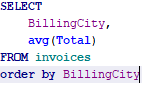 SELECT
BillingCity,
avg(Total)
FROM invoices
order by BillingCity